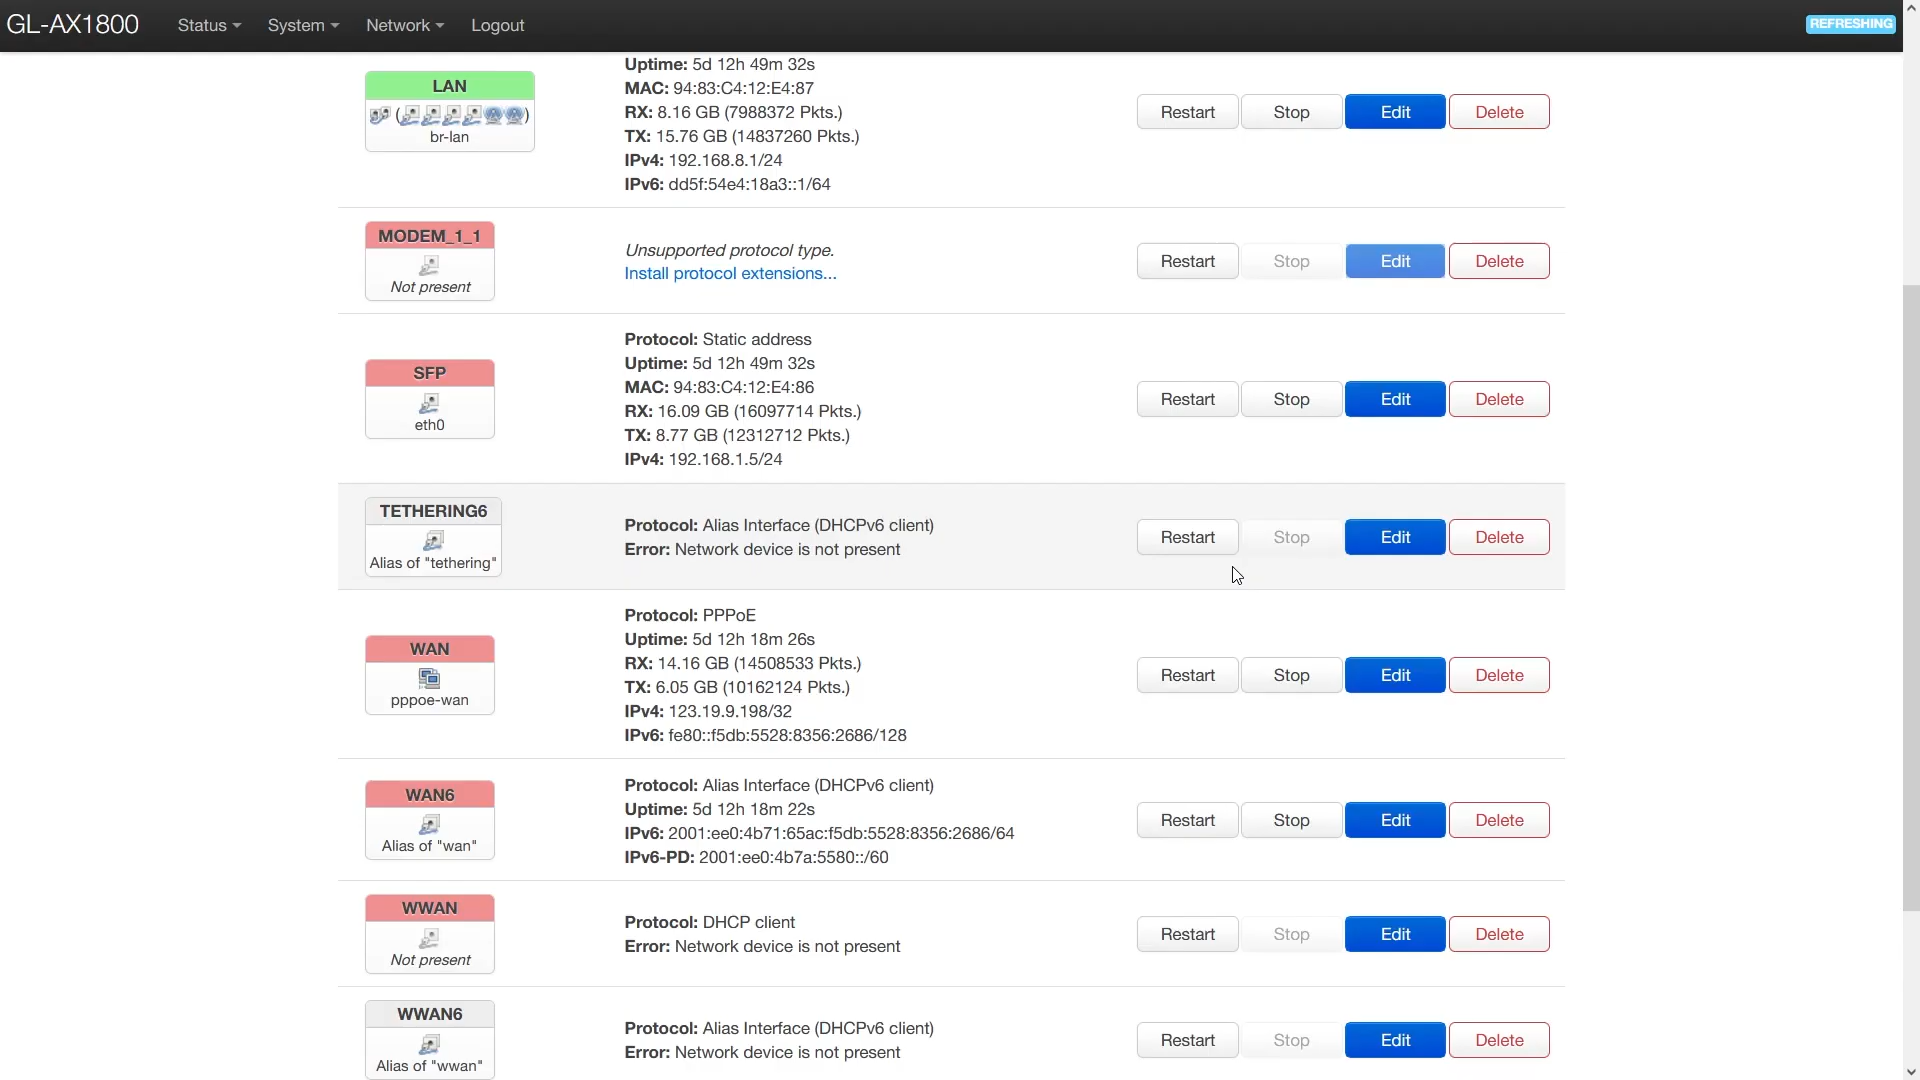 GL-AX1800 Status System Network Logout REFRESHING
LAN
br-lan
Uptime: 5d 12h 49m 32s
MAC: 94:83:C4:12:E4:87
RX: 8.16 GB (7988372 Pkts.)
TX: 15.76 GB (14837260 Pkts.)
IPv4: 192.168.8.1/24
IPv6: dd5f:54e4:18a3::1/64
Restart Stop Edit Delete
MODEM_1_1
Not present
Unsupported protocol type.
Install protocol extensions...
Restart Stop Edit Delete
SFP
eth0
Protocol: Static address
Uptime: 5d 12h 49m 32s
MAC: 94:83:C4:12:E4:86
RX: 16.09 GB (16097714 Pkts.)
TX: 8.77 GB (12312712 Pkts.)
IPv4: 192.168.1.5/24
Restart Stop Edit Delete
TETHERING6
Alias of "tethering"
Protocol: Alias Interface (DHCPv6 client)
Error: Network device is not present
Restart Stop Edit Delete
WAN
pppoe-wan
Protocol: PPPoE
Uptime: 5d 12h 18m 26s
RX: 14.16 GB (14508533 Pkts.)
TX: 6.05 GB (10162124 Pkts.)
IPv4: 123.19.9.198/32
IPv6: fe80::f5db:5528:8356:2686/128
Restart Stop Edit Delete
WAN6
Alias of "wan"
Protocol: Alias Interface (DHCPv6 client)
Uptime: 5d 12h 18m 22s
IPv6: 2001:ee0:4b71:65ac:f5db:5528:8356:2686/64
IPv6-PD: 2001:ee0:4b7a:5580::/60
Restart Stop Edit Delete
WWAN
Not present
Protocol: DHCP client
Error: Network device is not present
Restart Stop Edit Delete
WWAN6
Alias of "wwan"
Protocol: Alias Interface (DHCPv6 client)
Error: Network device is not present
Restart Stop Edit Delete